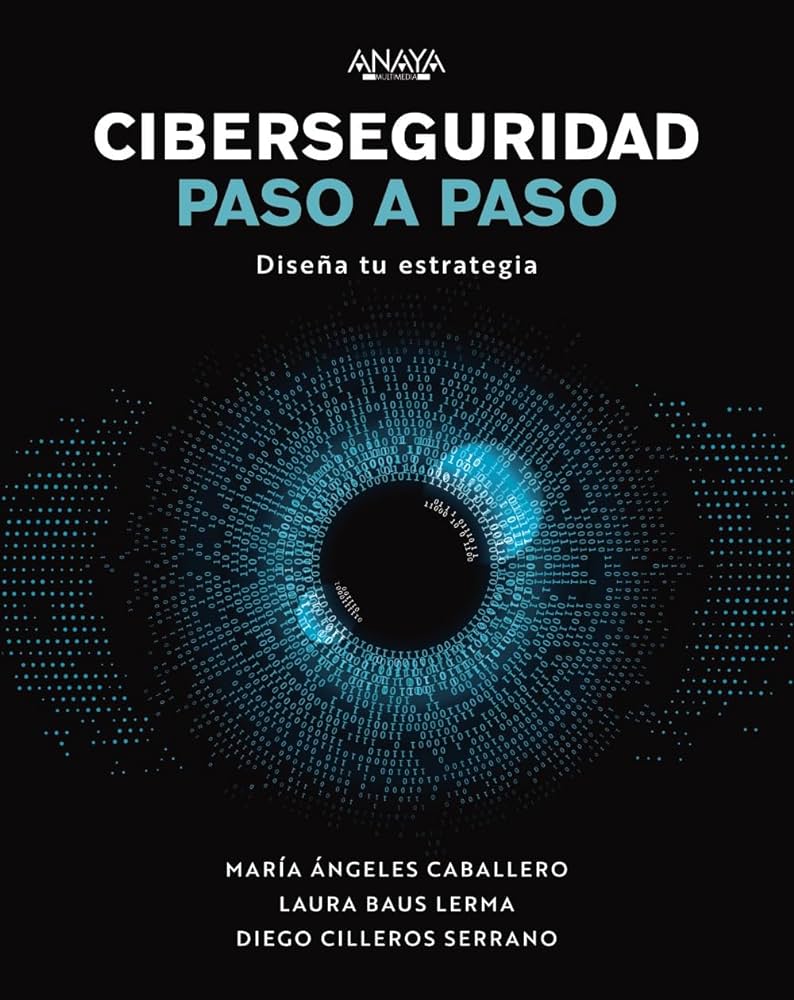 ANAYA
MULTIMEDIA
CIBERSEGURIDAD
PASO A PASO
Diseña tu estrategia
MARÍA ÁNGELES CABALLERO
LAURA BAUS LERMA
DIEGO CILLEROS SERRANO